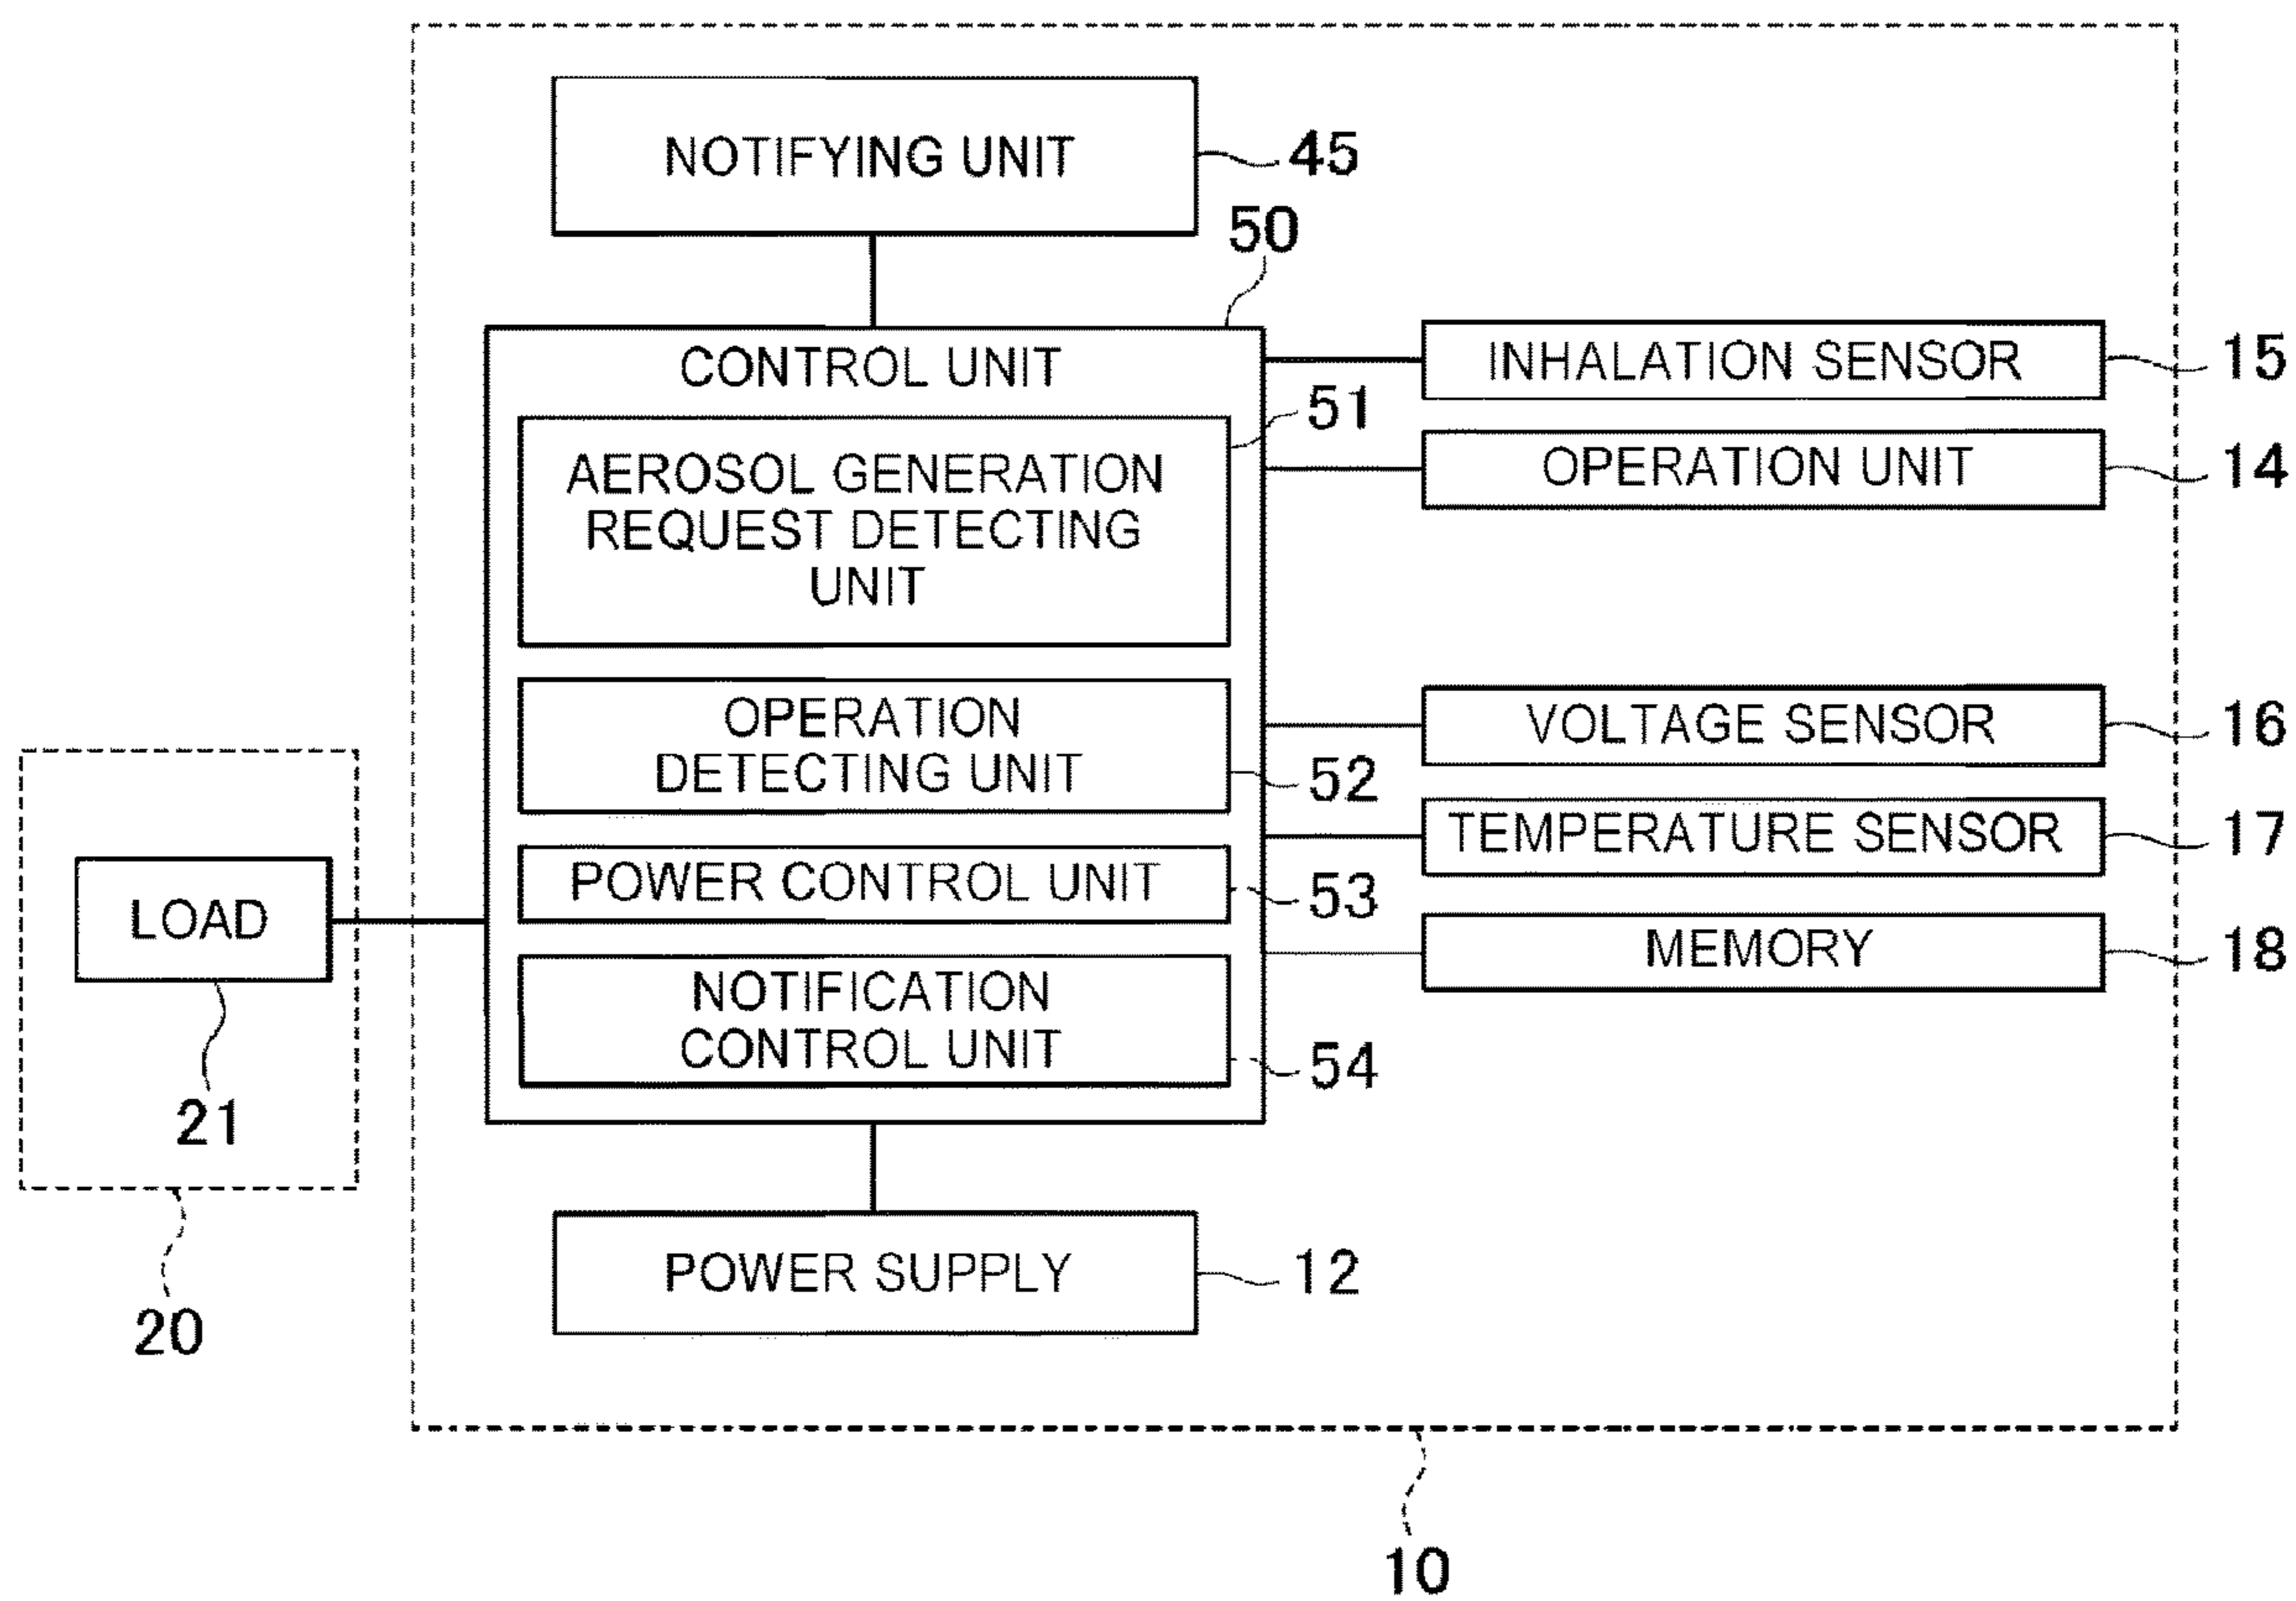 NOTIFYING UNIT
45
50
CONTROL UNIT
51
AEROSOL GENERATION
REQUEST DETECTING
UNIT
OPERATION
DETECTING UNIT
52
POWER CONTROL UNIT
53
NOTIFICATION
CONTROL UNIT
54
INHALATION SENSOR
15
OPERATION UNIT
14
VOLTAGE SENSOR
16
TEMPERATURE SENSOR
17
MEMORY
18
LOAD
21
20
POWER SUPPLY
12
10